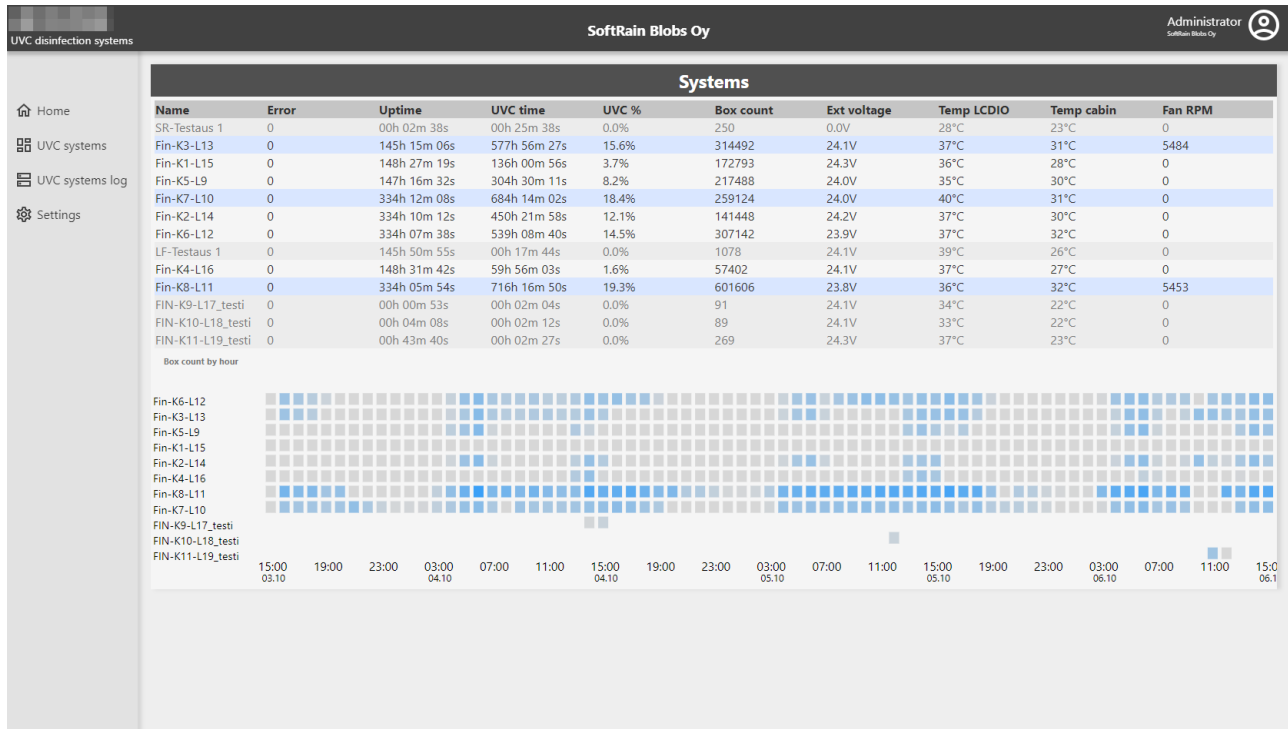 UVC disinfection systems
SoftRain Blobs Oy
Administrator
SoftRain Blobs Oy
Home
UVC systems
UVC systems log
Settings
Systems
Name Error Uptime UVC time UVC % Box count Ext voltage Temp LCDIO Temp cabin Fan RPM
SR-Testaus 1 0 00h 02m 38s 00h 25m 38s 0.0% 250 0.0V 28°C 23°C 0
Fin-K3-L13 0 145h 15m 06s 577h 56m 27s 15.6% 314492 24.1V 37°C 31°C 5484
Fin-K1-L15 0 148h 27m 19s 136h 00m 56s 3.7% 172793 24.3V 36°C 28°C 0
Fin-K5-L9 0 147h 16m 32s 304h 30m 11s 8.2% 217488 24.0V 35°C 30°C 0
Fin-K7-L10 0 334h 12m 08s 684h 14m 02s 18.4% 259124 24.0V 40°C 31°C 0
Fin-K2-L14 0 334h 10m 12s 450h 21m 58s 12.1% 141448 24.2V 37°C 30°C 0
Fin-K6-L12 0 334h 07m 38s 539h 08m 40s 14.5% 307142 23.9V 37°C 32°C 0
LF-Testaus 1 0 145h 50m 55s 00h 17m 44s 0.0% 1078 24.1V 39°C 26°C 0
Fin-K4-L16 0 148h 31m 42s 59h 56m 03s 1.6% 57402 24.1V 37°C 27°C 0
Fin-K8-L11 0 334h 05m 54s 716h 16m 50s 19.3% 601606 23.8V 36°C 32°C 5453
FIN-K9-L17_testi 0 00h 00m 53s 00h 02m 04s 0.0% 91 24.1V 34°C 22°C 0
FIN-K10-L18_testi 0 00h 04m 08s 00h 02m 12s 0.0% 89 24.1V 33°C 22°C 0
FIN-K11-L19_testi 0 00h 43m 40s 00h 02m 27s 0.0% 269 24.3V 37°C 23°C 0
Box count by hour
Fin-K6-L12
Fin-K3-L13
Fin-K5-L9
Fin-K1-L15
Fin-K2-L14
Fin-K4-L16
Fin-K8-L11
Fin-K7-L10
FIN-K9-L17_testi
FIN-K10-L18_testi
FIN-K11-L19_testi
15:00 19:00 23:00 03:00 07:00 11:00 15:00 19:00 23:00 03:00 07:00 11:00 15:00 19:00 23:00 03:00 07:00 11:00 15:0
03.10 04.10 04.10 05.10 05.10 06.10 06.1